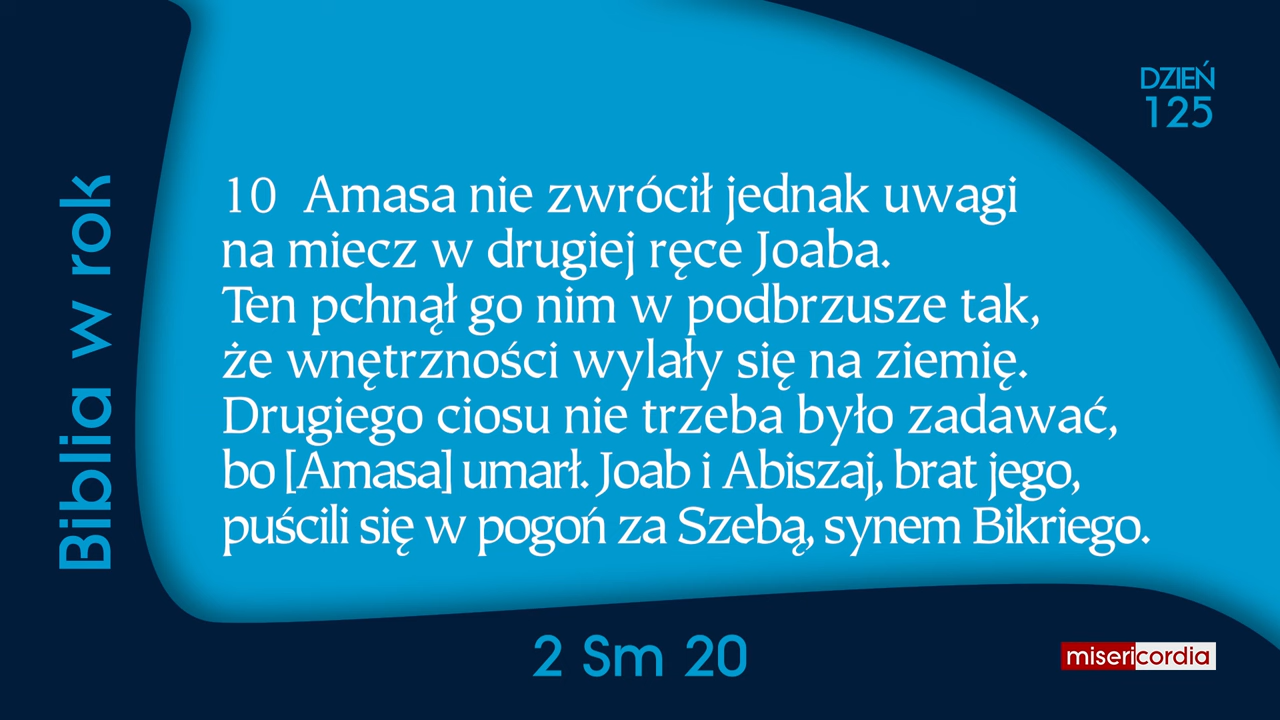 DZIEŃ
125
Biblia w rok
10 Amasa nie zwrócił jednak uwagi
na miecz w drugiej ręce Joaba.
Ten pchnął go nim w podbrzusze tak,
że wnętrzności wylały się na ziemię.
Drugiego ciosu nie trzeba było zadawać,
bo [Amasa] umarł. Joab i Abiszaj, brat jego,
puścili się w pogoń za Szebą, synem Bikriego.
2 Sm 20
misericordia